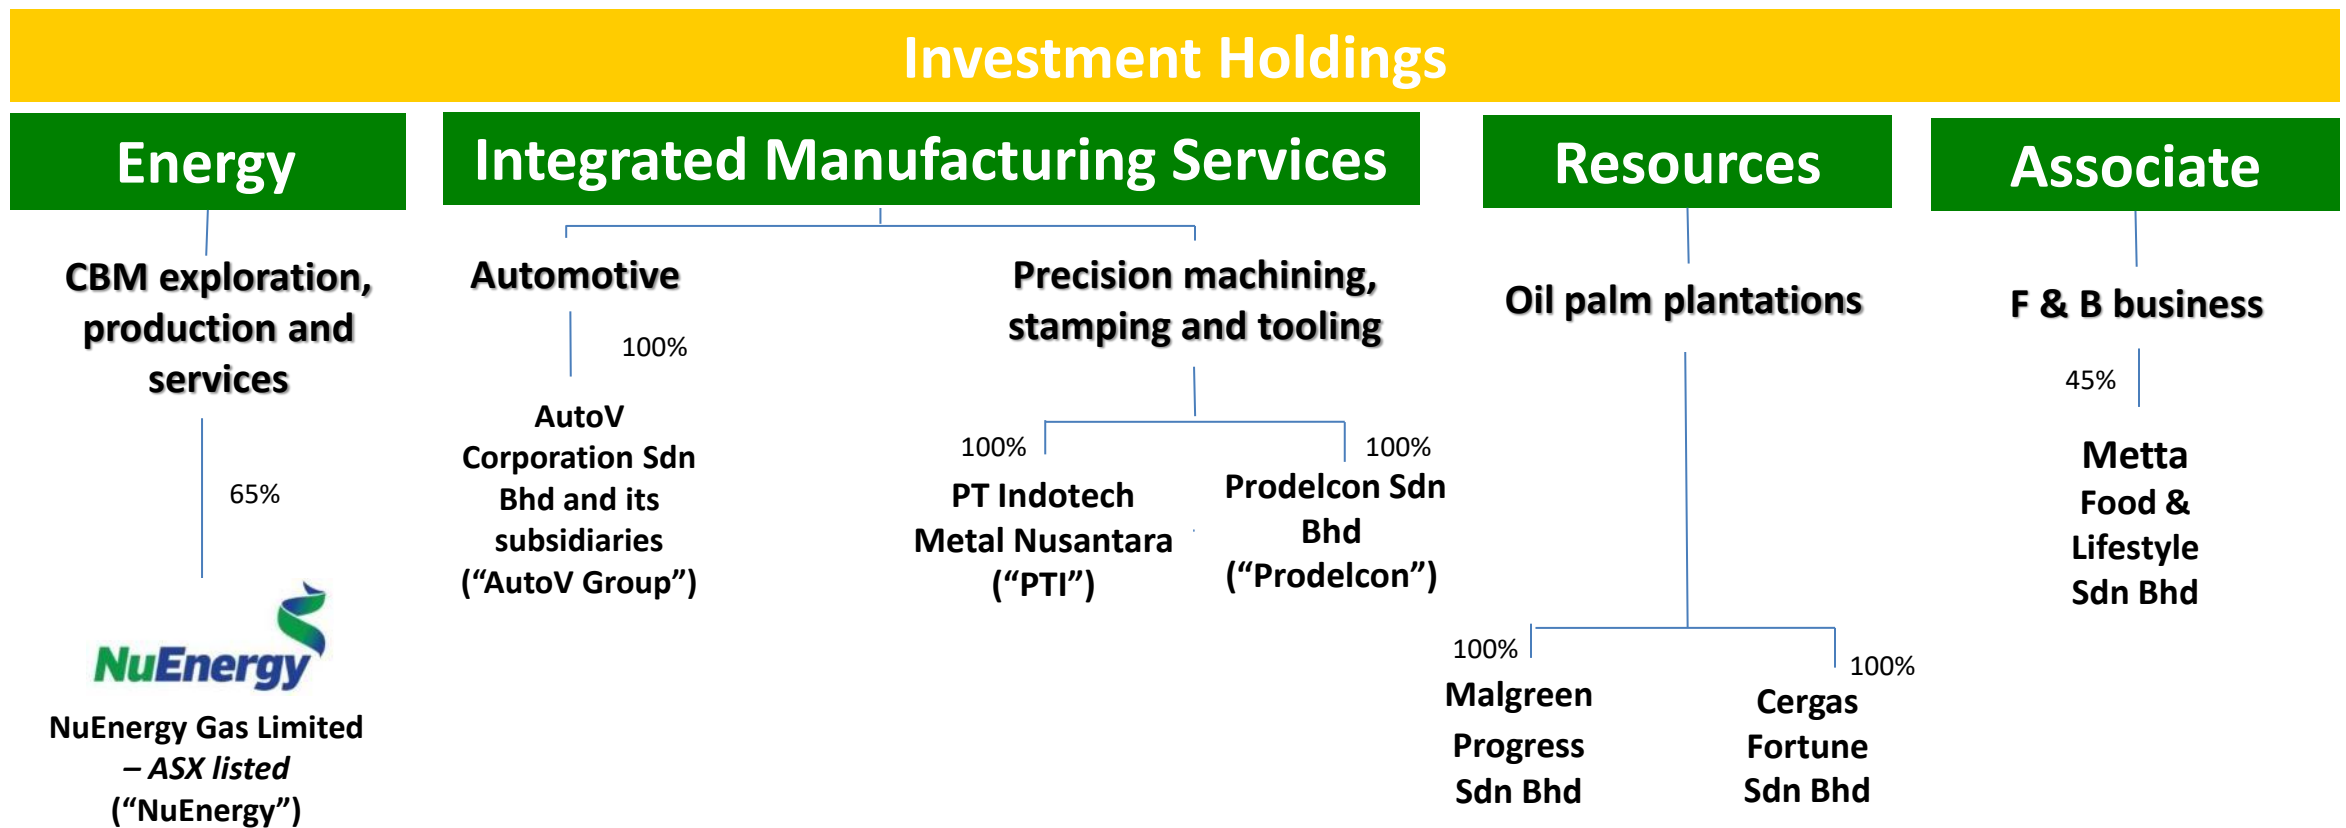 Investment Holdings
Energy
CBM exploration,
production and
services
65%
NuEnergy
NuEnergy Gas Limited
– ASX listed
(“NuEnergy”)
Integrated Manufacturing Services
Automotive
100%
AutoV
Corporation Sdn
Bhd and its
subsidiaries
(“AutoV Group”)
Precision machining,
stamping and tooling
100%
PT Indotech
Metal Nusantara
(“PTI”)
100%
Prodelcon Sdn
Bhd
(“Prodelcon”)
Resources
Oil palm plantations
100%
Malgreen
Progress
Sdn Bhd
100%
Cergas
Fortune
Sdn Bhd
Associate
F & B business
45%
Metta
Food &
Lifestyle
Sdn Bhd